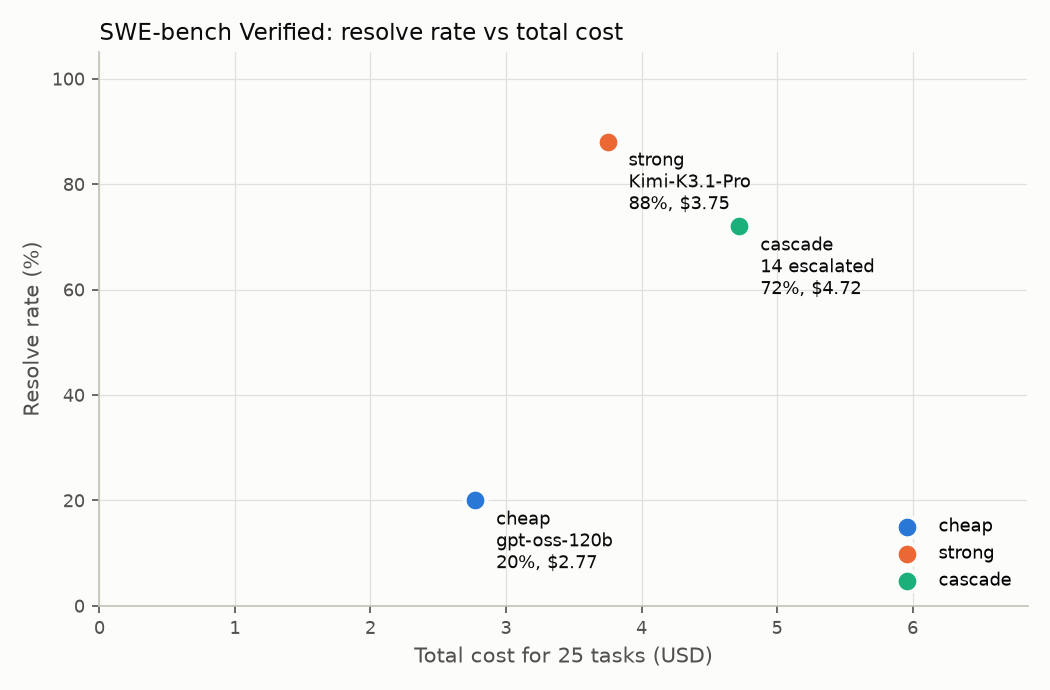 SWE-bench Verified: resolve rate vs total cost
Resolve rate (%)
100
80
60
40
20
0
strong
Kimi-K3.1-Pro
88%, $3.75
cascade
14 escalated
72%, $4.72
cheap
gpt-oss-120b
20%, $2.77
cheap
strong
cascade
0 1 2 3 4 5 6
Total cost for 25 tasks (USD)